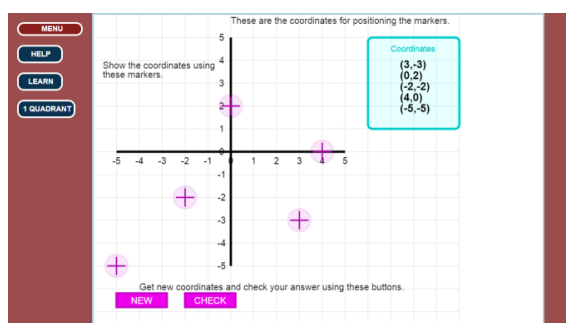 These are the coordinates for positioning the markers.
MENU
HELP
LEARN
1 QUADRANT
Show the coordinates using
these markers.
Coordinates
(3,-3)
(0,2)
(-2,-2)
(4,0)
(-5,-5)
5
4
3
2
1
0
-1
-2
-3
-4
-5
-5 -4 -3 -2 -1 0 1 2 3 4 5
Get new coordinates and check your answer using these buttons.
NEW CHECK